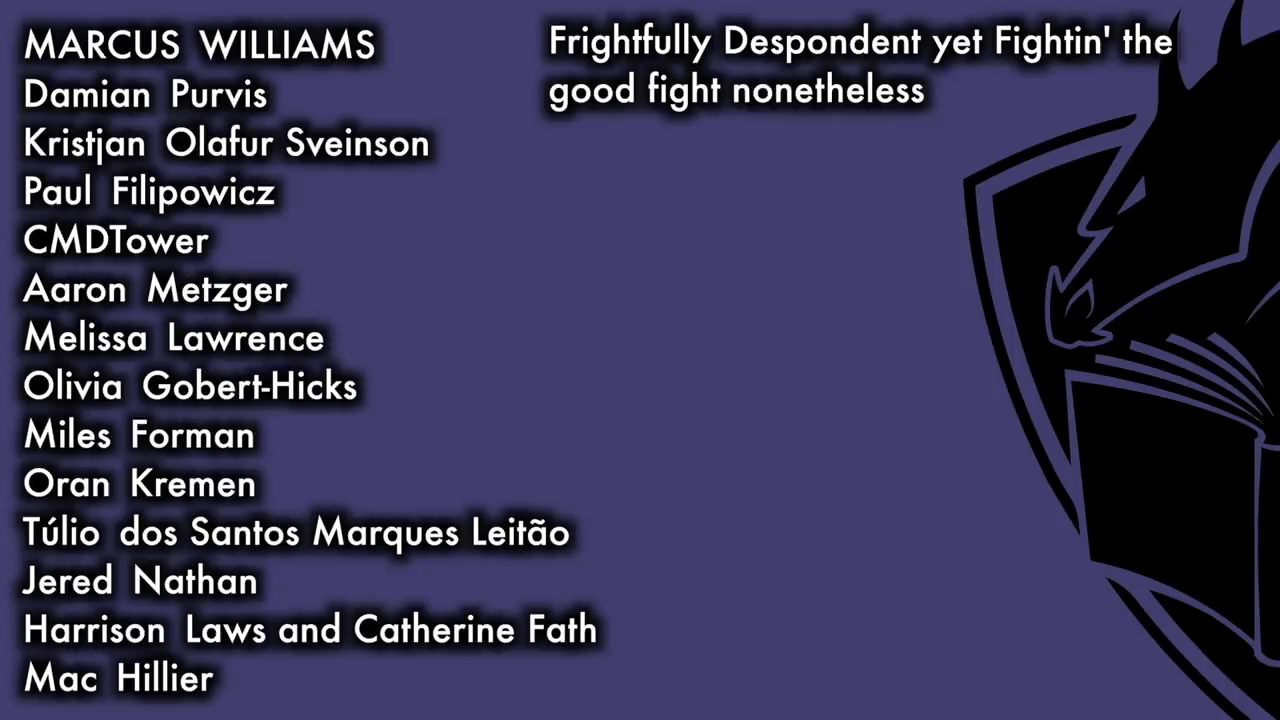 MARCUS WILLIAMS
Damian Purvis
Kristjan Olafur Sveinson
Paul Filipowicz
CMDTower
Aaron Metzger
Melissa Lawrence
Olivia Gobert-Hicks
Miles Forman
Oran Kremen
Túlio dos Santos Marques Leitão
Jered Nathan
Harrison Laws and Catherine Fath
Mac Hillier
Frightfully Despondent yet Fightin' the
good fight nonetheless